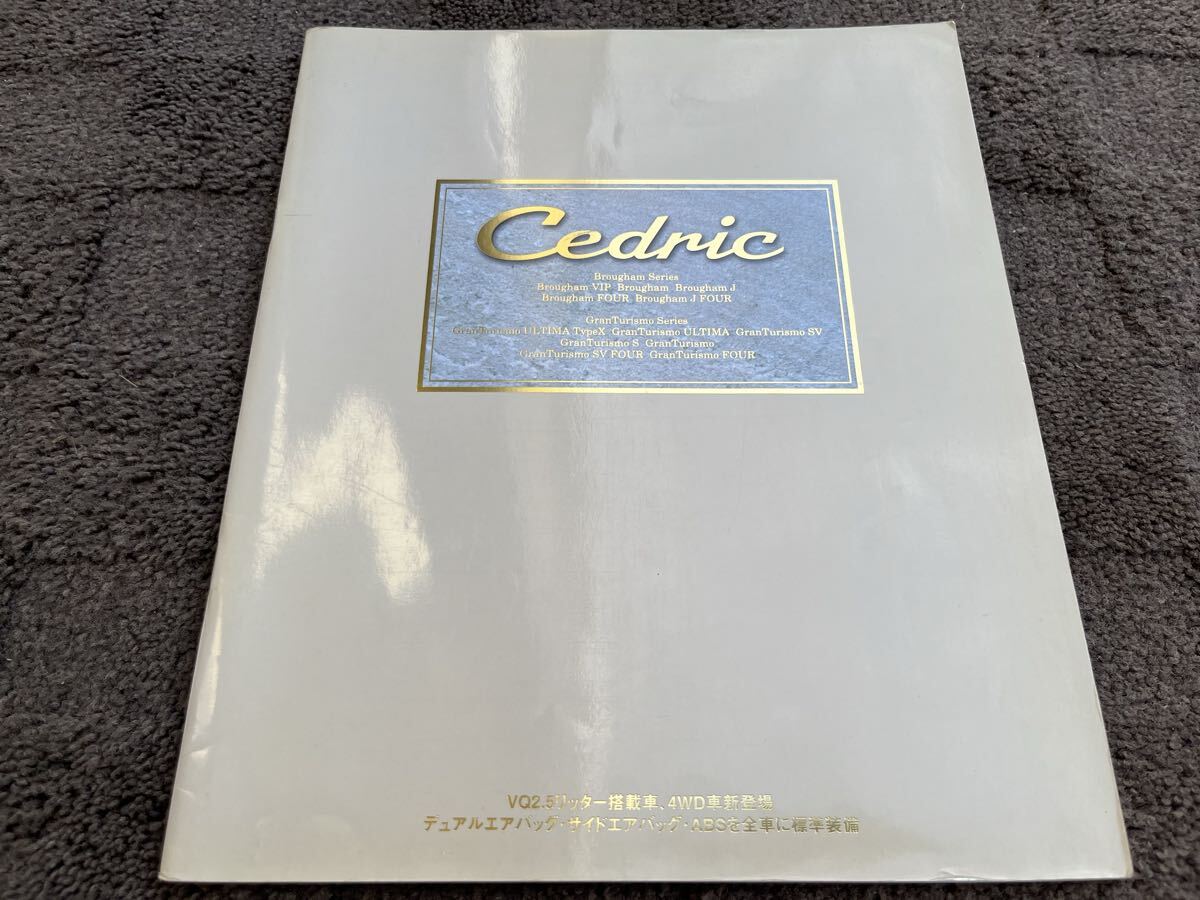 Cedric
Brougham Series
Brougham VIP Brougham Brougham J
Brougham FOUR Brougham J FOUR
GranTurismo Series
GranTurismo ULTIMA TypeX GranTurismo ULTIMA GranTurismo SV
GranTurismo S GranTurismo
GranTurismo SV FOUR GranTurismo FOUR
VQ2.5リッター搭載車、4WD車新登場
デュアルエアバッグ・サイドエアバッグ・ABSを全車に標準装備